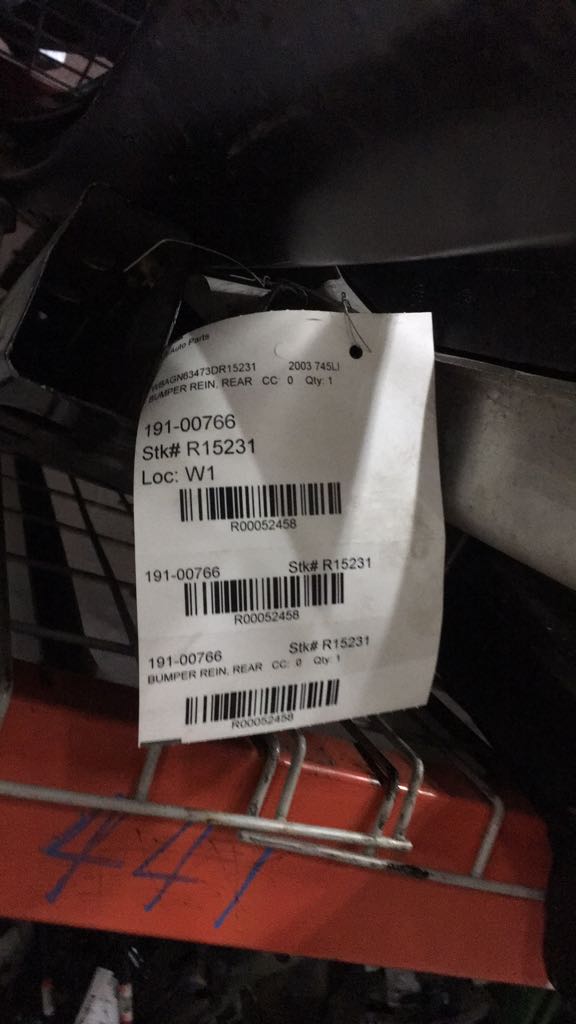 Auto Parts
WBAGN63473DR15231 2003 745LI
BUMPER REIN, REAR CC: 0 Qty: 1
191-00766
Stk# R15231
Loc: W1
R00052458
191-00766 Stk# R15231
R00052458
191-00766 Stk# R15231
BUMPER REIN, REAR CC: 0 Qty: 1
R00052458
441